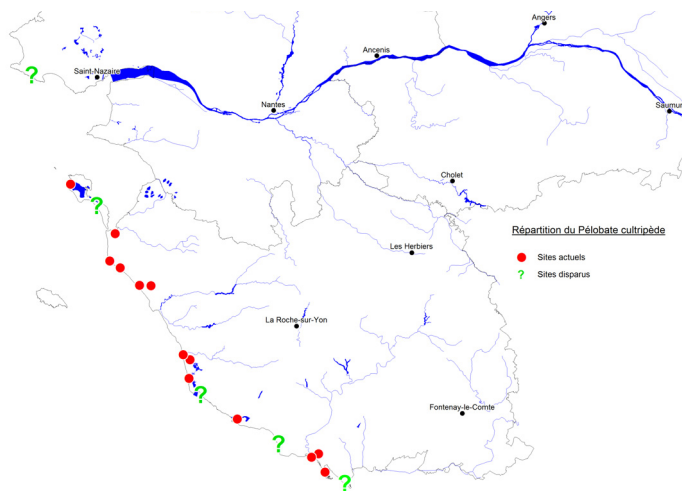 Angers
Ancenis
Saint-Nazaire
?
Nantes
Saumur
Cholet
?
Répartition du Pélobate cultripède
Les Herbiers
Sites actuels
? Sites disparus
La Roche-sur-Yon
?
Fontenay-le-Comte
?
?